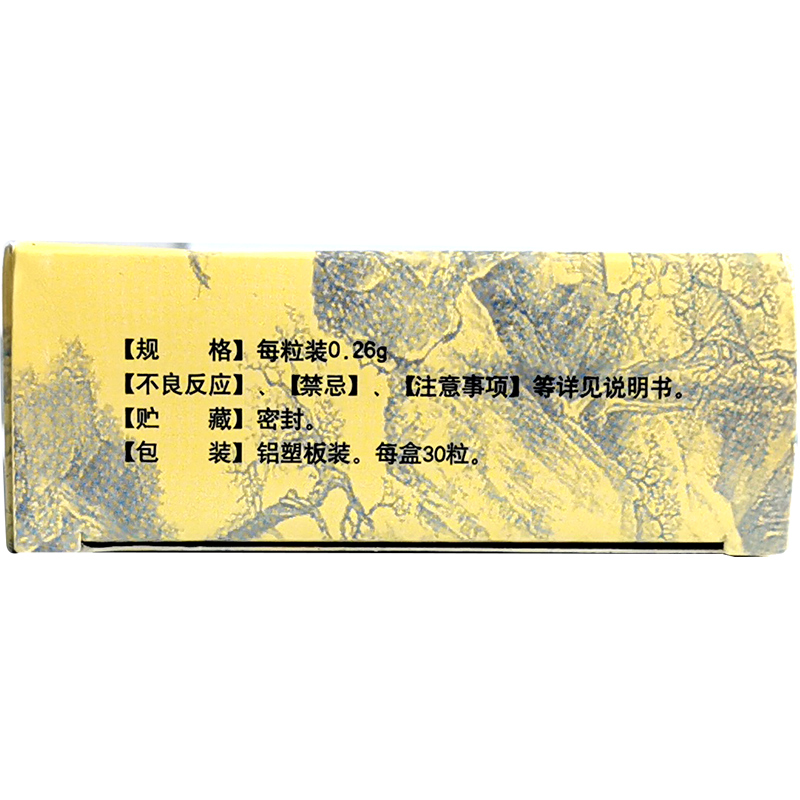 【规　　格】每粒装0.26g
【不良反应】、【禁忌】、【注意事项】等详见说明书。
【贮　　藏】密封。
【包　　装】铝塑板装。每盒30粒。